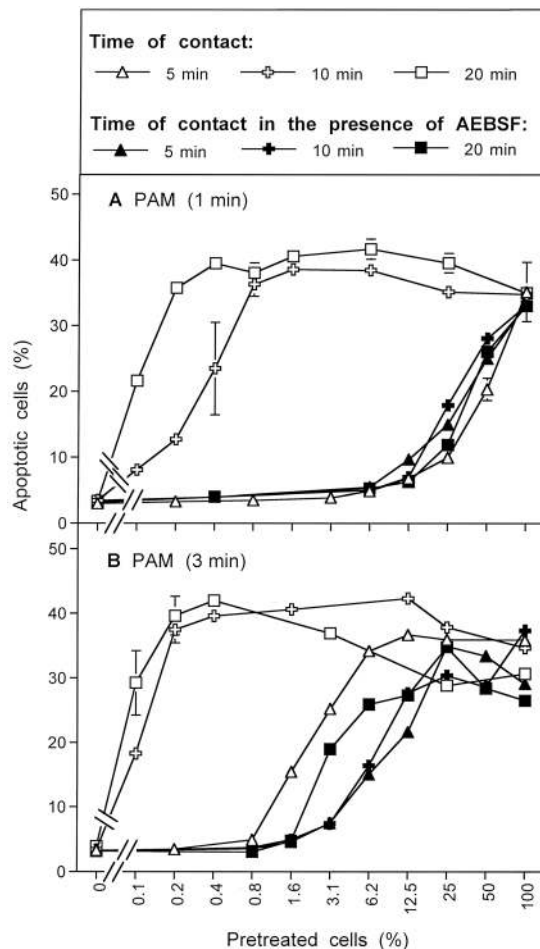 Time of contact:
5 min 10 min 20 min
Time of contact in the presence of AEBSF:
5 min 10 min 20 min
A PAM (1 min)
50
40
30
20
10
0
Apoptotic cells (%)
B PAM (3 min)
50
40
30
20
10
0
0 0.1 0.2 0.4 0.8 1.6 3.1 6.2 12.5 25 50 100
Pretreated cells (%)